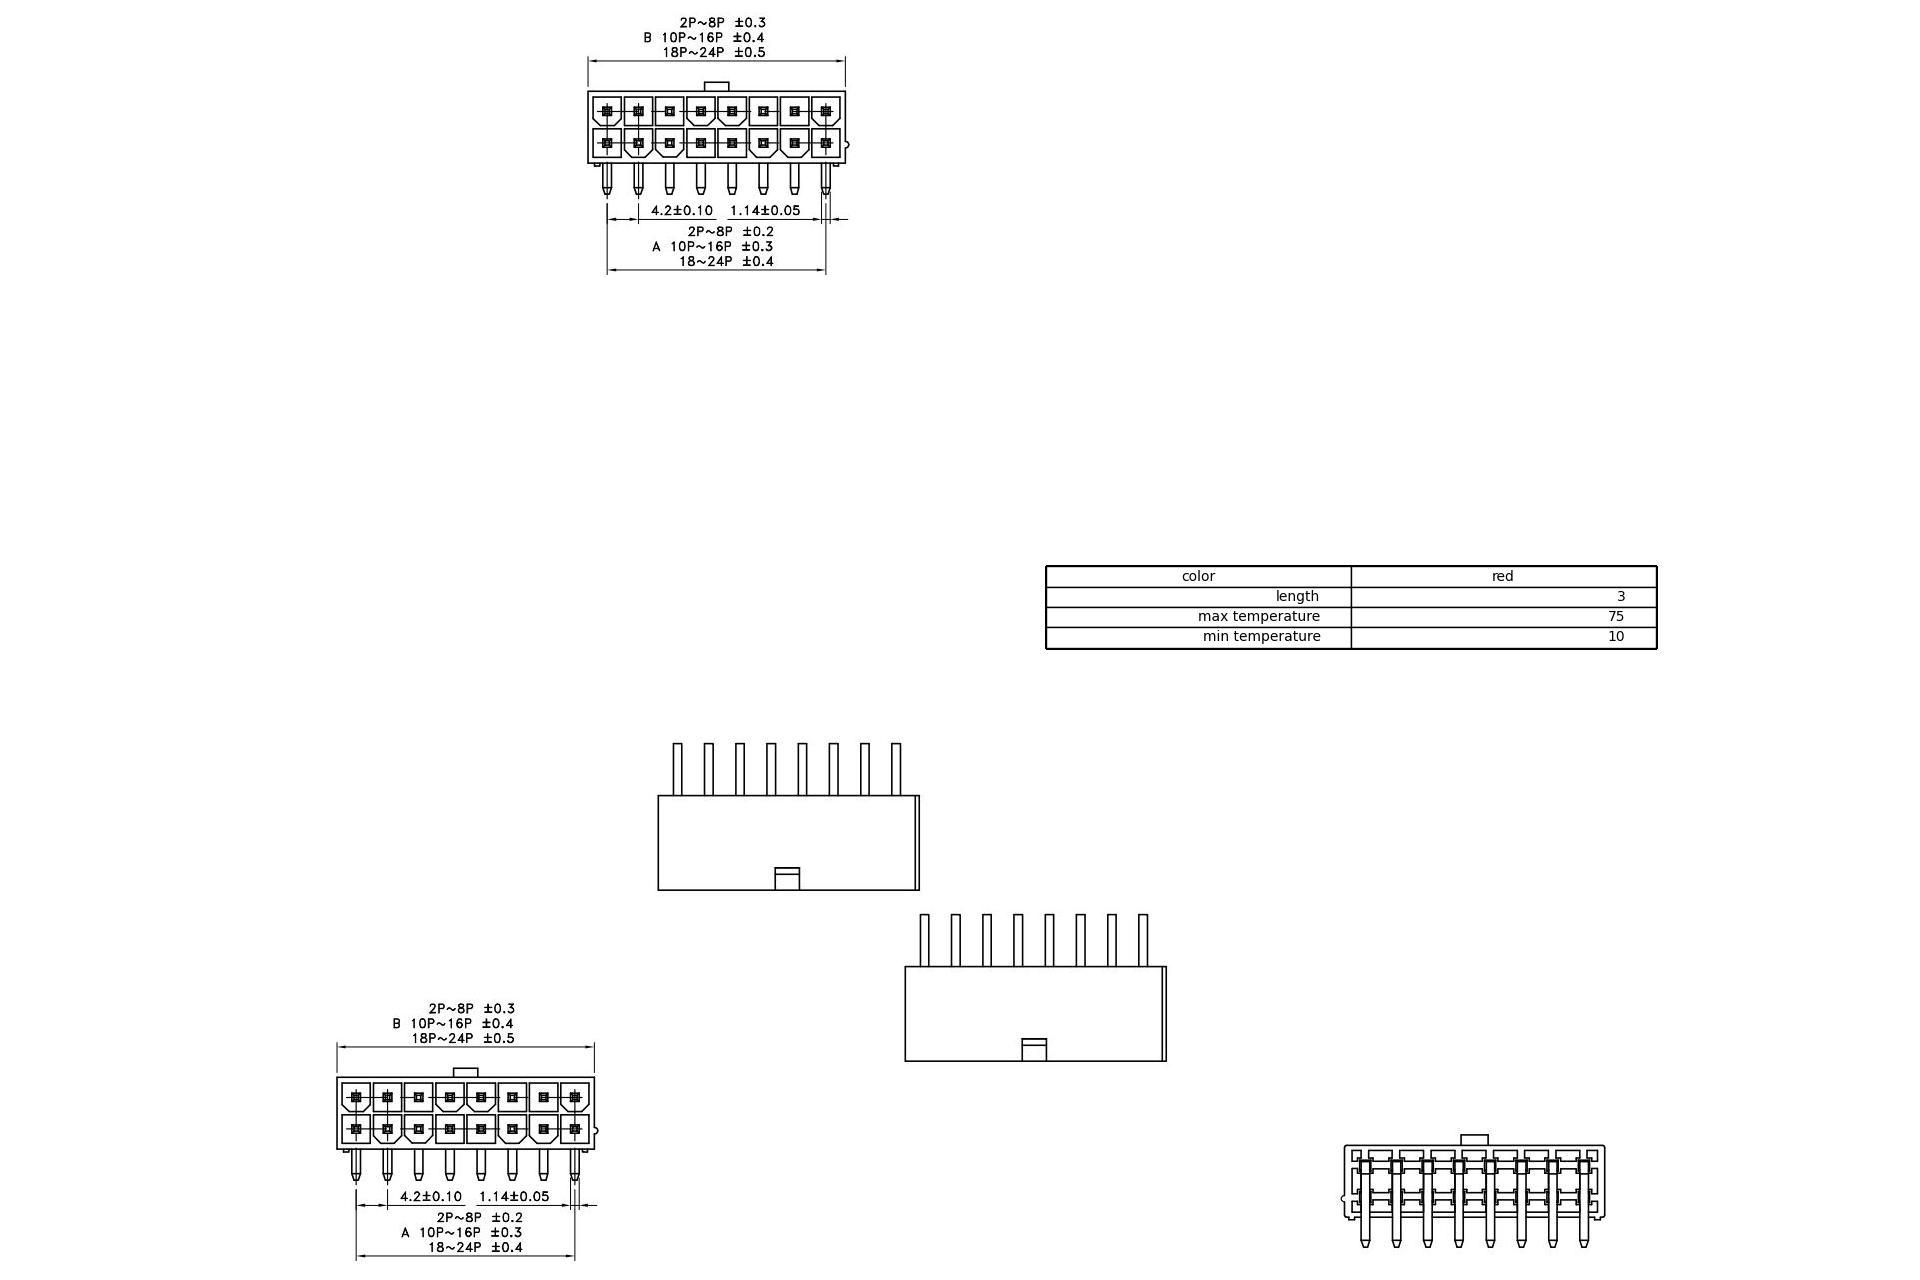 2P~8P ±0.3
B 10P~16P ±0.4
18P~24P ±0.5
4.2±0.10 1.14±0.05
2P~8P ±0.2
A 10P~16P ±0.3
18~24P ±0.4
color red
length 3
max temperature 75
min temperature 10
2P~8P ±0.3
B 10P~16P ±0.4
18P~24P ±0.5
4.2±0.10 1.14±0.05
2P~8P ±0.2
A 10P~16P ±0.3
18~24P ±0.4